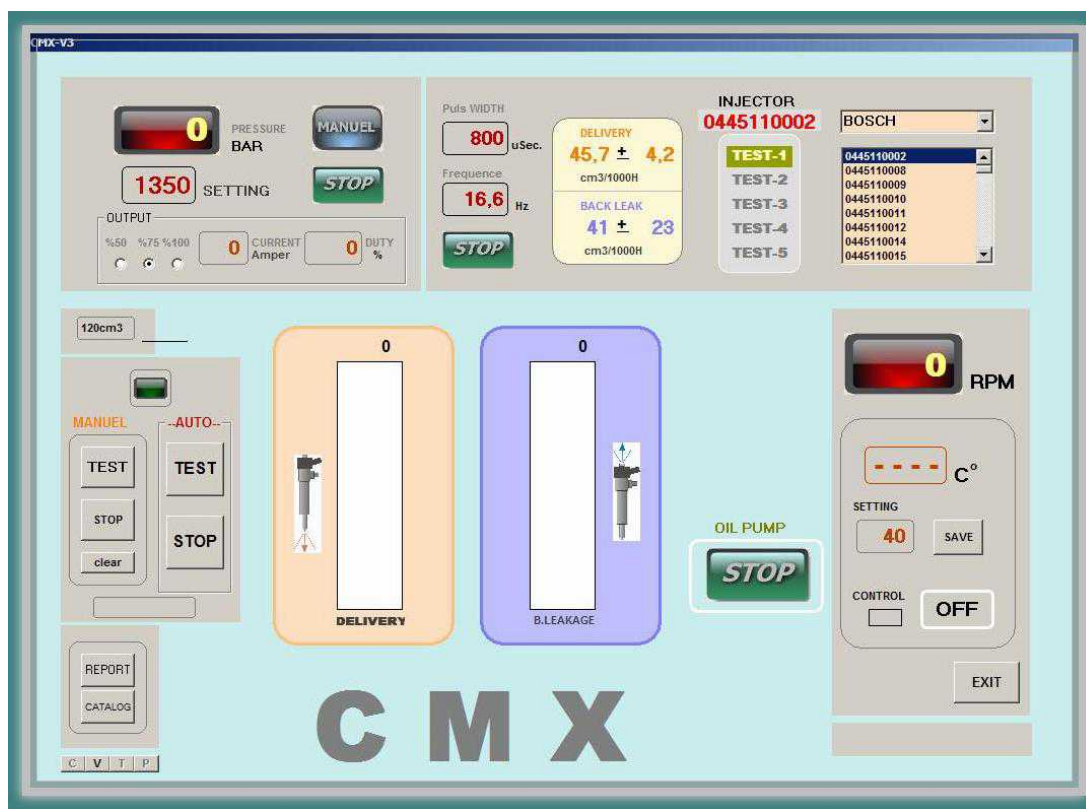 CMX-V3
0
PRESSURE
BAR
MANUEL
1350 SETTING
STOP
OUTPUT
%50 %75 %100
0
CURRENT
Amper
0
DUTY
%
Puls WIDTH
800 uSec.
Frequence
16,6 Hz
STOP
DELIVERY
45,7 ± 4,2
cm3/1000H
BACK LEAK
41 ± 23
cm3/1000H
INJECTOR
0445110002
TEST-1
TEST-2
TEST-3
TEST-4
TEST-5
BOSCH
0445110002
0445110008
0445110009
0445110010
0445110011
0445110012
0445110014
0445110015
120cm3
MANUEL
TEST
STOP
clear
--AUTO--
TEST
STOP
REPORT
CATALOG
C V T P
0
DELIVERY
0
B.LEAKAGE
OIL PUMP
STOP
CMX
0
RPM
---- C°
SETTING
40 SAVE
CONTROL
OFF
EXIT